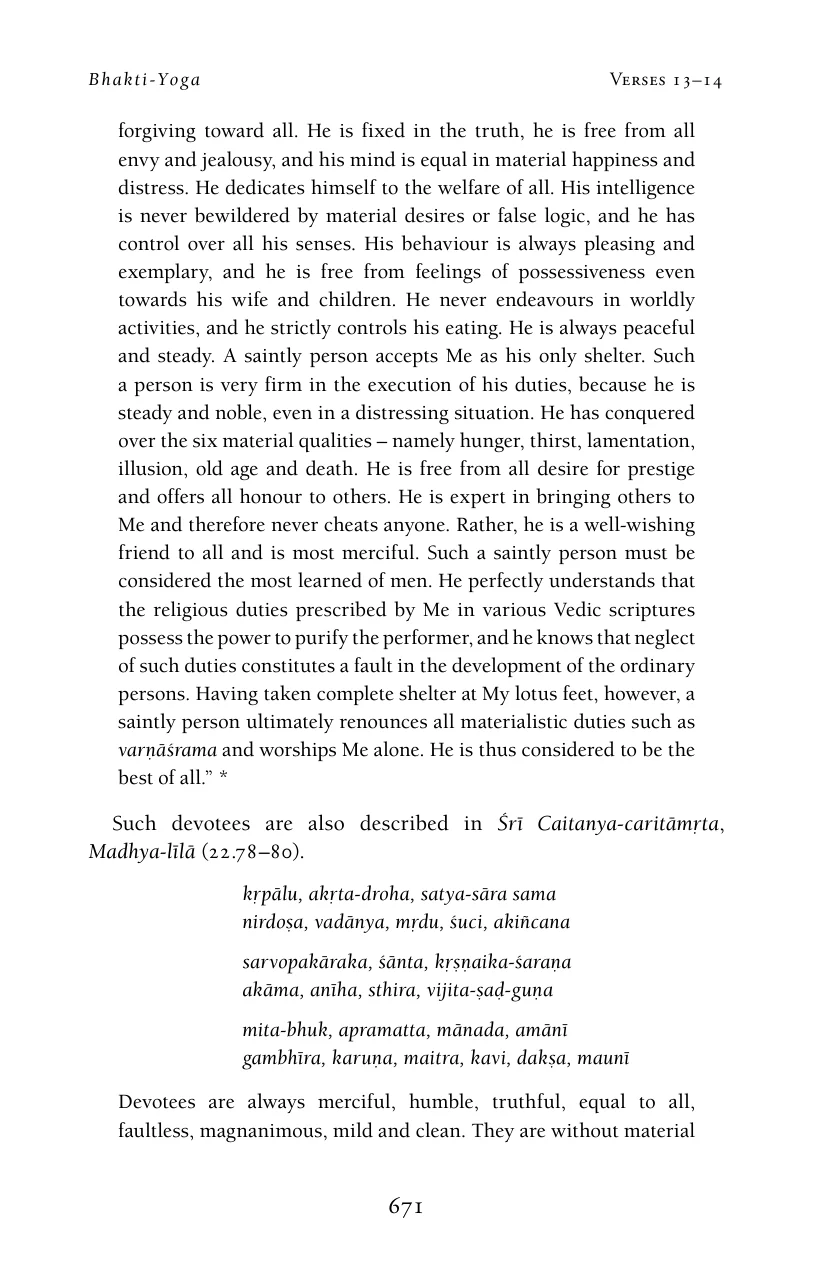 Bhakti-Yoga Verses 13–14
forgiving toward all. He is fixed in the truth, he is free from all
envy and jealousy, and his mind is equal in material happiness and
distress. He dedicates himself to the welfare of all. His intelligence
is never bewildered by material desires or false logic, and he has
control over all his senses. His behaviour is always pleasing and
exemplary, and he is free from feelings of possessiveness even
towards his wife and children. He never endeavours in worldly
activities, and he strictly controls his eating. He is always peaceful
and steady. A saintly person accepts Me as his only shelter. Such
a person is very firm in the execution of his duties, because he is
steady and noble, even in a distressing situation. He has conquered
over the six material qualities – namely hunger, thirst, lamentation,
illusion, old age and death. He is free from all desire for prestige
and offers all honour to others. He is expert in bringing others to
Me and therefore never cheats anyone. Rather, he is a well-wishing
friend to all and is most merciful. Such a saintly person must be
considered the most learned of men. He perfectly understands that
the religious duties prescribed by Me in various Vedic scriptures
possess the power to purify the performer, and he knows that neglect
of such duties constitutes a fault in the development of the ordinary
persons. Having taken complete shelter at My lotus feet, however, a
saintly person ultimately renounces all materialistic duties such as
varṇāśrama and worships Me alone. He is thus considered to be the
best of all.” *
Such devotees are also described in Śrī Caitanya-caritāmṛta,
Madhya-līlā (22.78–80).
kṛpālu, akṛta-droha, satya-sāra sama
nirdoṣa, vadānya, mṛdu, śuci, akiñcana
sarvopakāraka, śānta, kṛṣṇaika-śaraṇa
akāma, anīha, sthira, vijita-ṣaḍ-guṇa
mita-bhuk, apramatta, mānada, amānī
gambhīra, karuṇa, maitra, kavi, dakṣa, maunī
Devotees are always merciful, humble, truthful, equal to all,
faultless, magnanimous, mild and clean. They are without material
671